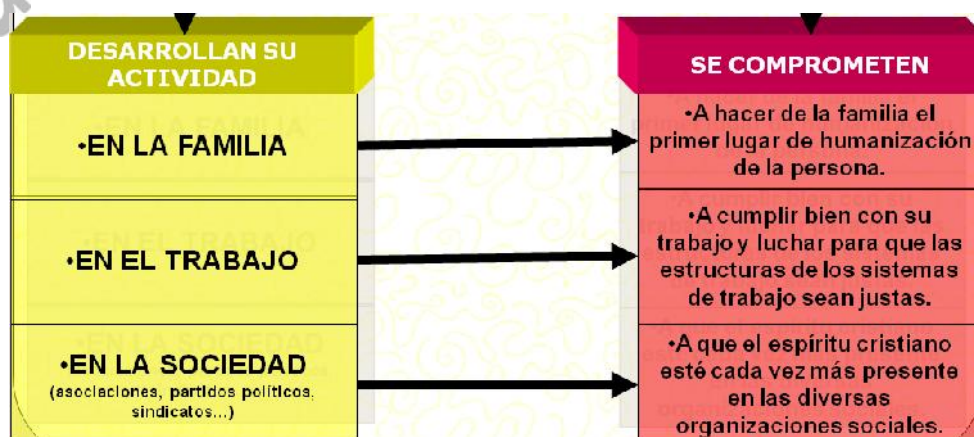 DESARROLLAN SU
ACTIVIDAD
SE COMPROMETEN
•EN LA FAMILIA
•A hacer de la familia el
primer lugar de humanización
de la persona.
•EN EL TRABAJO
•A cumplir bien con su
trabajo y luchar para que las
estructuras de los sistemas
de trabajo sean justas.
•EN LA SOCIEDAD
(asociaciones, partidos políticos,
sindicatos...)
•A que el espíritu cristiano
esté cada vez más presente
en las diversas
organizaciones sociales.